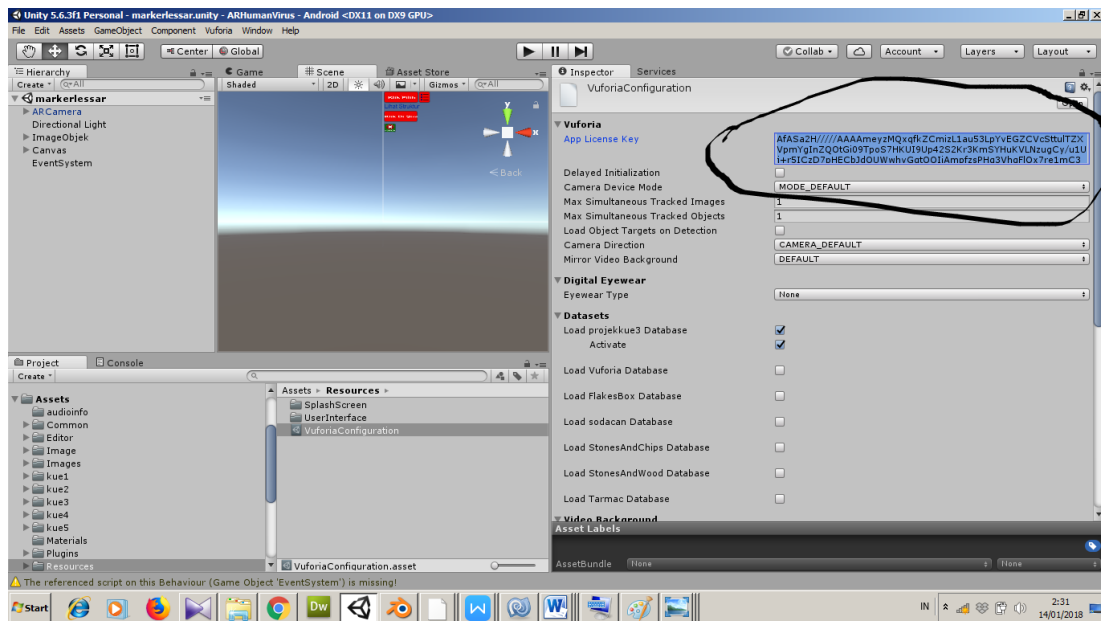 Unity 5.6.3f1 Personal - markerlessar.unity - ARHumanVirus - Android <DX11 on DX9 GPU>
File Edit Assets GameObject Component Vuforia Window Help
Center Global Collab Account Layers Layout
Hierarchy
Create All
markerlessar
ARCamera
Directional Light
ImageObjek
Canvas
EventSystem
Game Scene Asset Store
Shaded 2D Gizmos All
y
x
Back
Inspector Services
VuforiaConfiguration
Vuforia
App License Key
Delayed Initialization
Camera Device Mode MODE_DEFAULT
Max Simultaneous Tracked Images 1
Max Simultaneous Tracked Objects 1
Load Object Targets on Detection
Camera Direction CAMERA_DEFAULT
Mirror Video Background DEFAULT
Digital Eyewear
Eyewear Type None
Datasets
Load projekkue3 Database
Activate
Load Vuforia Database
Load FlakesBox Database
Load sodacan Database
Load StonesAndChips Database
Load StonesAndWood Database
Load Tarmac Database
Video Background
Asset Labels
AssetBundle None None
Project Console
Create
Assets
audioinfo
Common
Editor
Image
Images
kue1
kue2
kue3
kue4
kue5
Materials
Plugins
Resources
Assets Resources
SplashScreen
UserInterface
VuforiaConfiguration
VuforiaConfiguration.asset
The referenced script on this Behaviour (Game Object 'EventSystem') is missing!
Start Dw W IN 2:31
14/01/2018